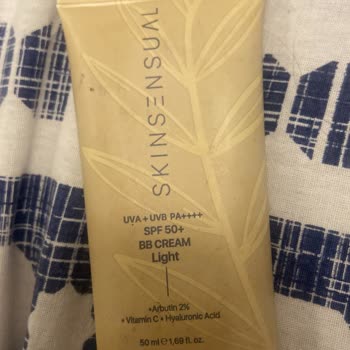 SKINSENSUAL
UVA + UVB PA++++
SPF 50+
BB CREAM
Light
•Arbutin 2%
• Vitamin C • Hyaluronic Acid
50 ml ℮ 1,69 fl. oz.